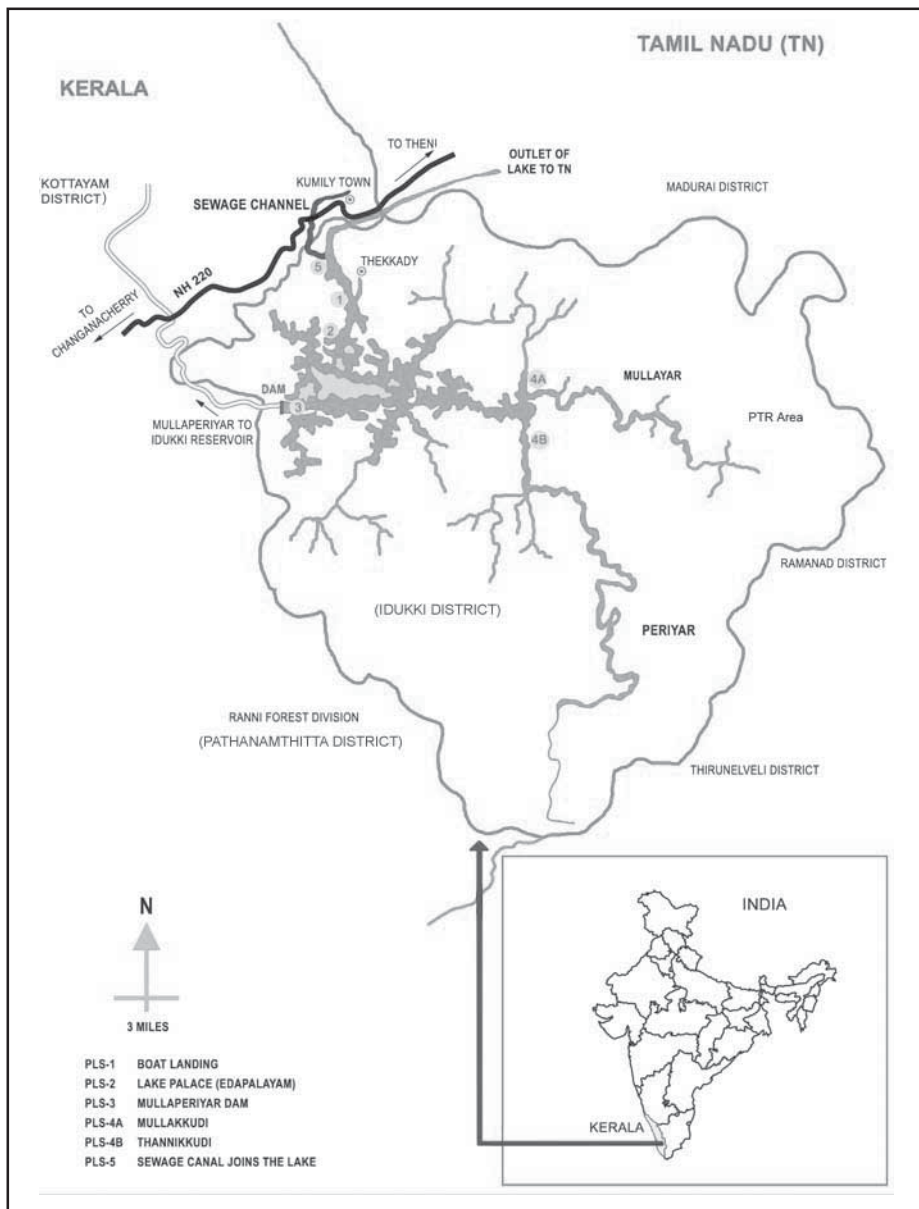 TAMIL NADU (TN)
KERALA
TO THENI
OUTLET OF
LAKE TO TN
KUMILY TOWN
KOTTAYAM
DISTRICT)
SEWAGE CHANNEL
MADURAI DISTRICT
5
THEKKADY
NH 220
1
TO
CHANGANACHERRY
2
4A
MULLAYAR
DAM
3
PTR Area
MULLAPERIYAR TO
IDUKKI RESERVOIR
4B
RAMANAD DISTRICT
(IDUKKI DISTRICT)
PERIYAR
RANNI FOREST DIVISION
(PATHANAMTHITTA DISTRICT)
THIRUNELVELI DISTRICT
N
INDIA
3 MILES
PLS-1 BOAT LANDING
PLS-2 LAKE PALACE (EDAPALAYAM)
PLS-3 MULLAPERIYAR DAM
PLS-4A MULLAKKUDI
PLS-4B THANNIKKUDI
PLS-5 SEWAGE CANAL JOINS THE LAKE
KERALA